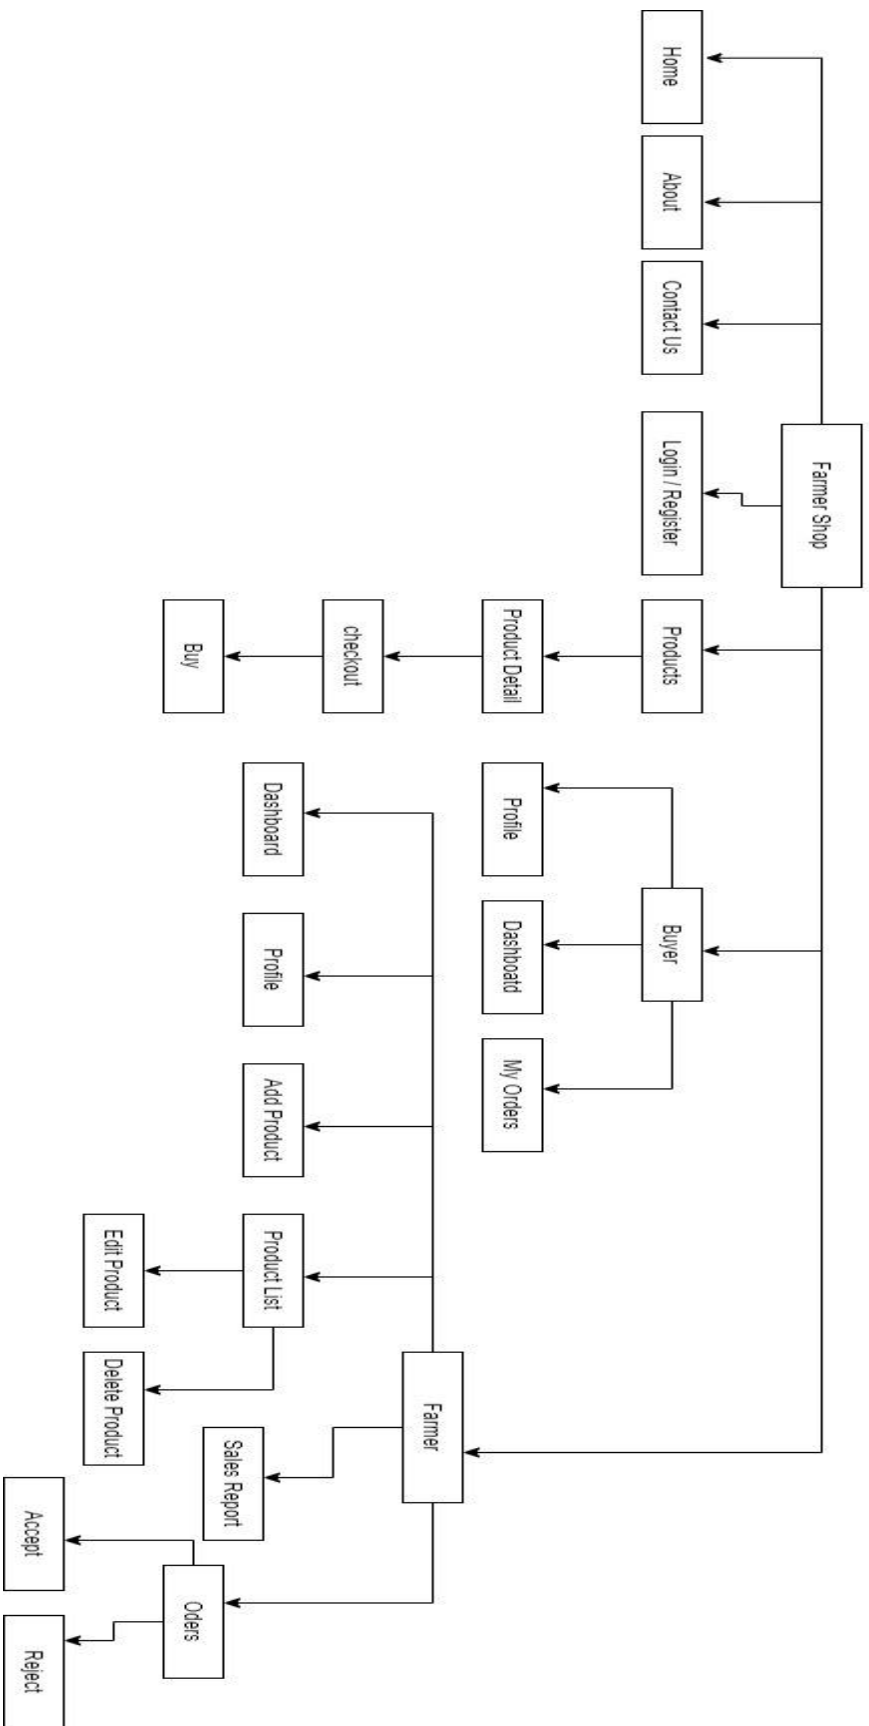 Farmer Shop
Home
About
Contact Us
Login / Register
Products
Buyer
Product Detail
Profile
Dashboatd
My Orders
Farmer
checkout
Dashboard
Profile
Add Product
Product List
Sales Report
Buy
Oders
Edit Product
Delete Product
Accept
Reject